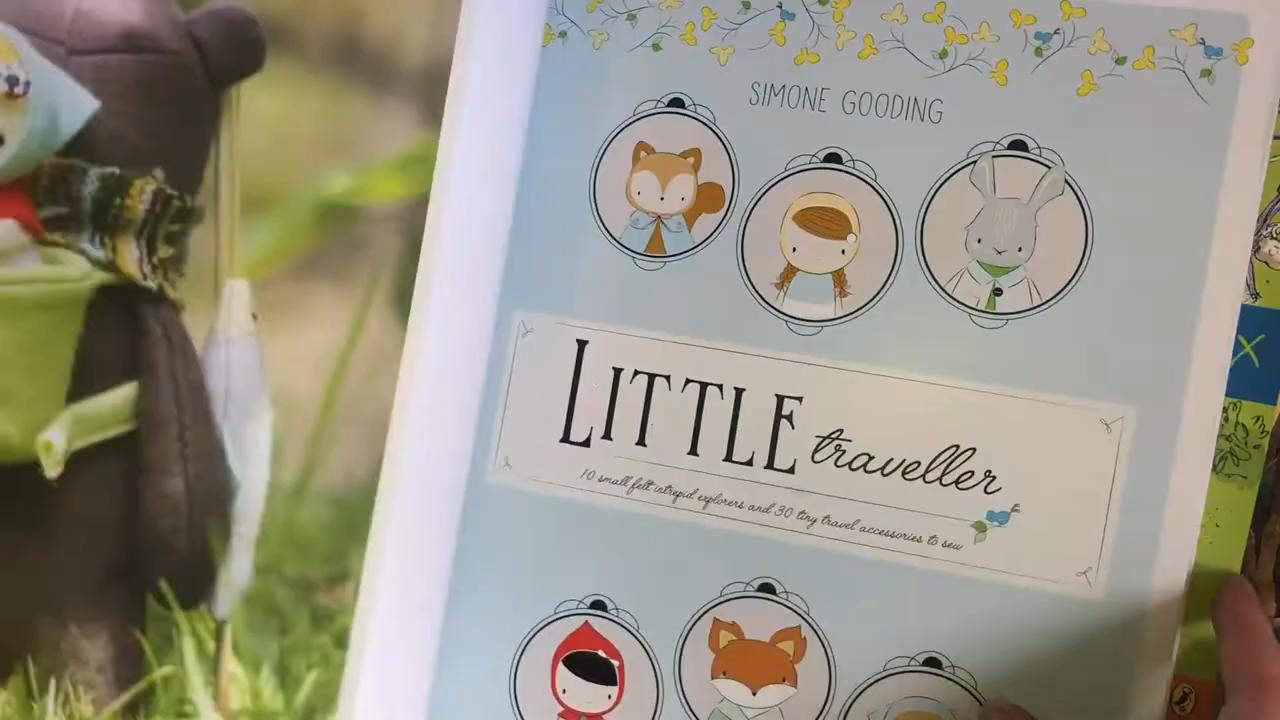 SIMONE GOODING
LITTLE traveller
10 small felt intrepid explorers and 30 tiny travel accessories to sew